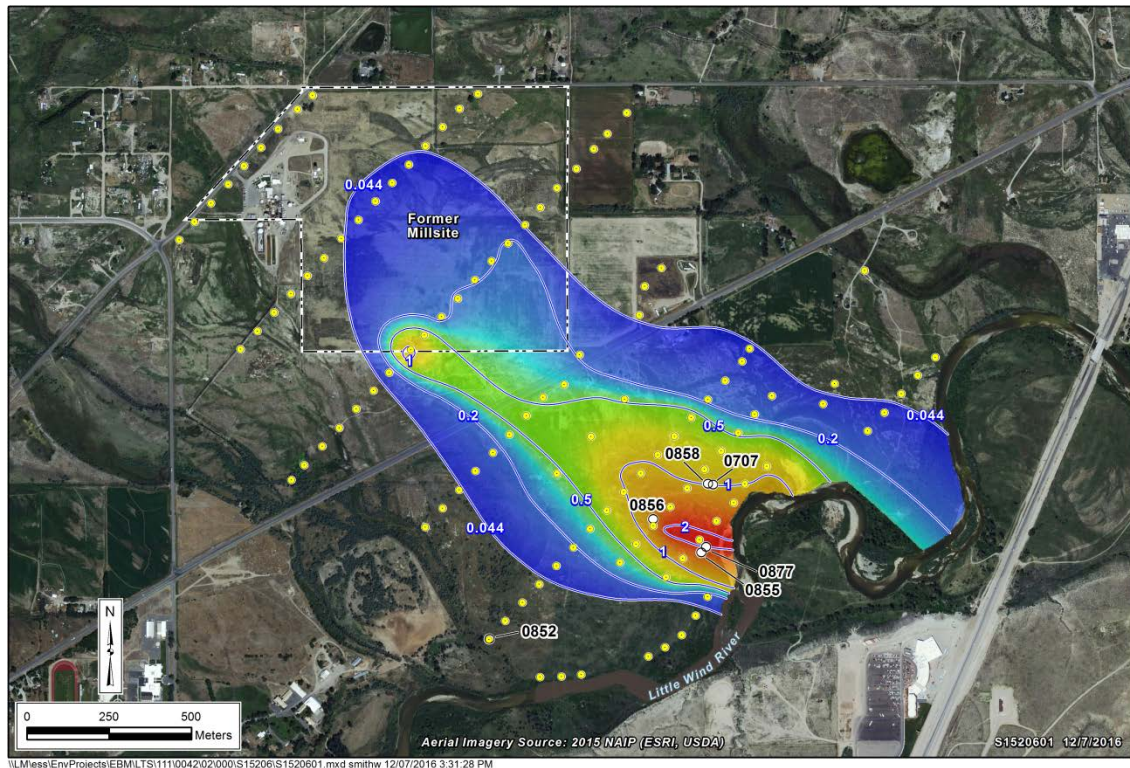 0.044
Former
Millsite
1
0.2
0.5
0.2
0.044
0858
0707
1
0856
0.5
2
1
0.044
0877
0855
0852
N
Little Wind River
0 250 500
Meters
Aerial Imagery Source: 2015 NAIP (ESRI, USDA)
S1520601 12/7/2016
\\LM\ess\EnvProjects\EBM\LTS\111\0042\02\000\S15206\S1520601.mxd smithw 12/07/2016 3:31:28 PM